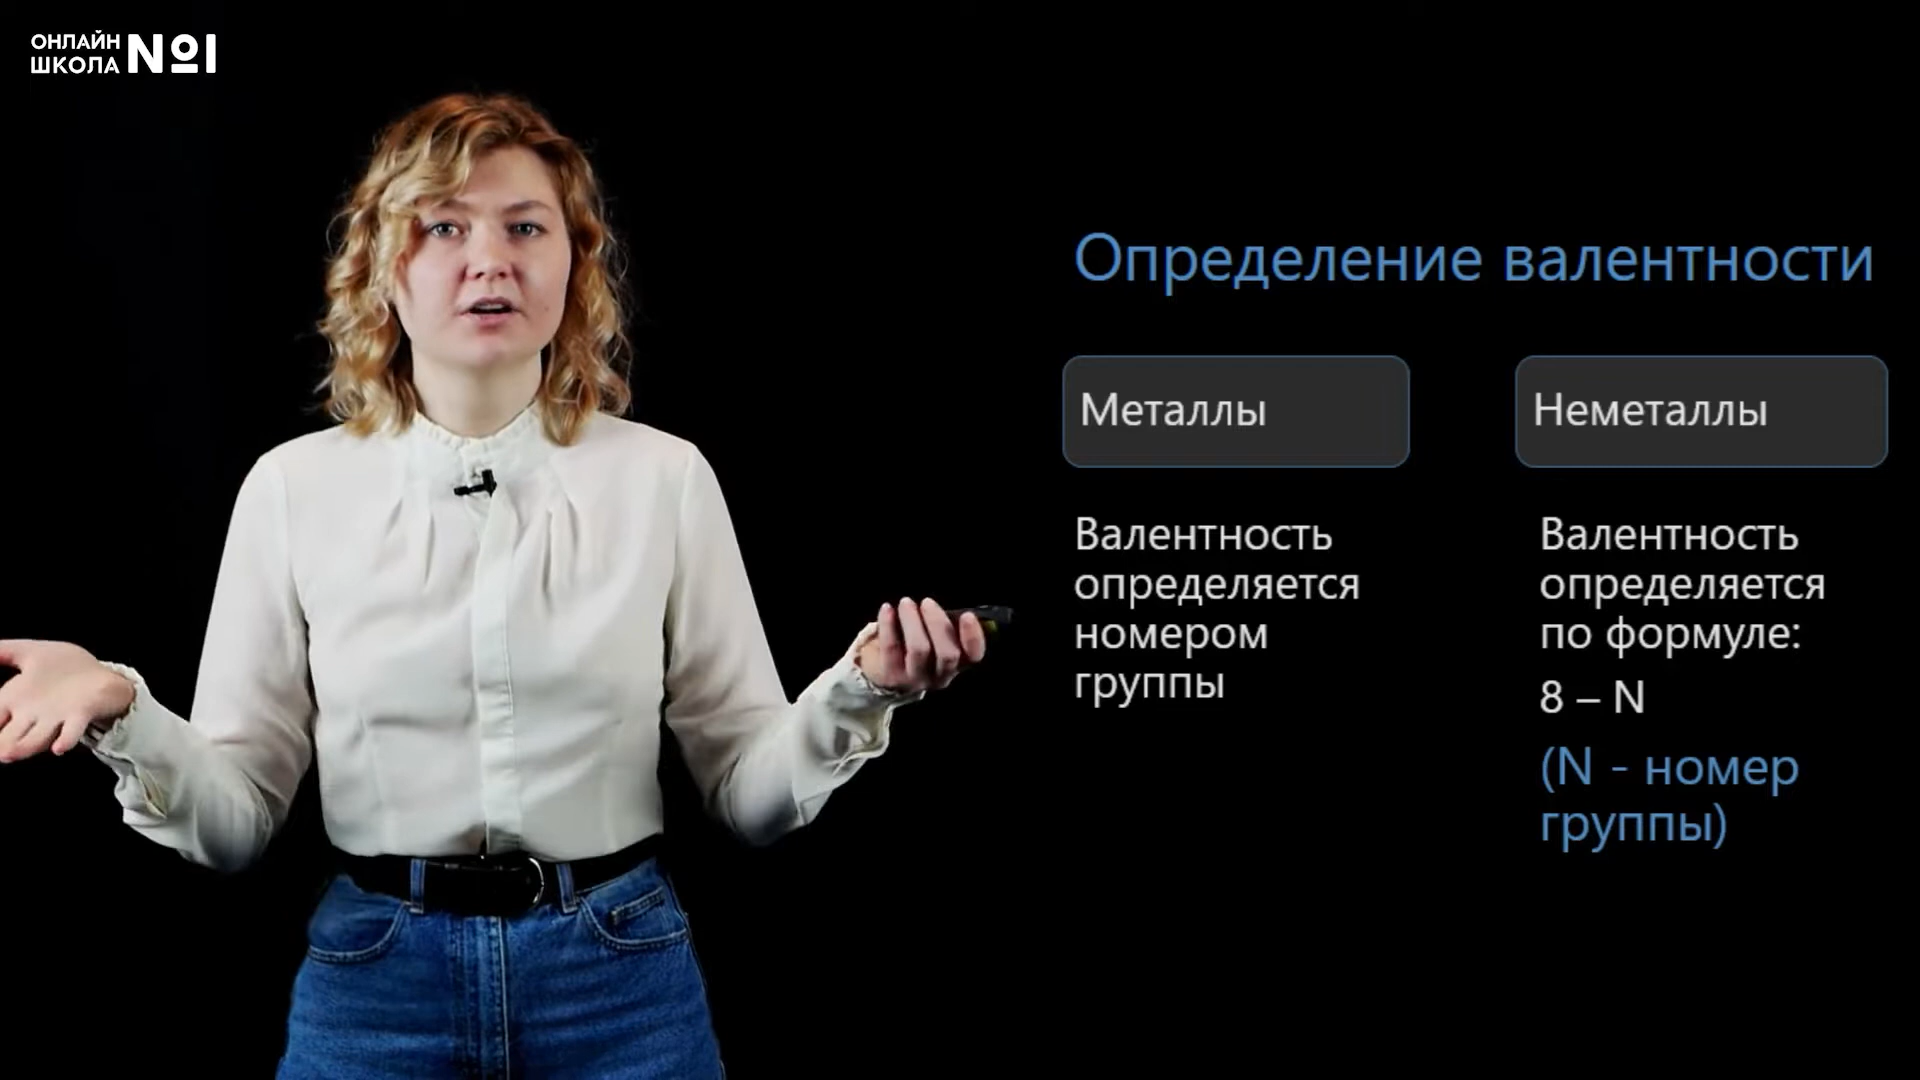 ОНЛАЙН
ШКОЛА №1
Определение валентности
Металлы
Валентность
определяется
номером
группы
Неметаллы
Валентность
определяется
по формуле:
8 – N
(N - номер
группы)